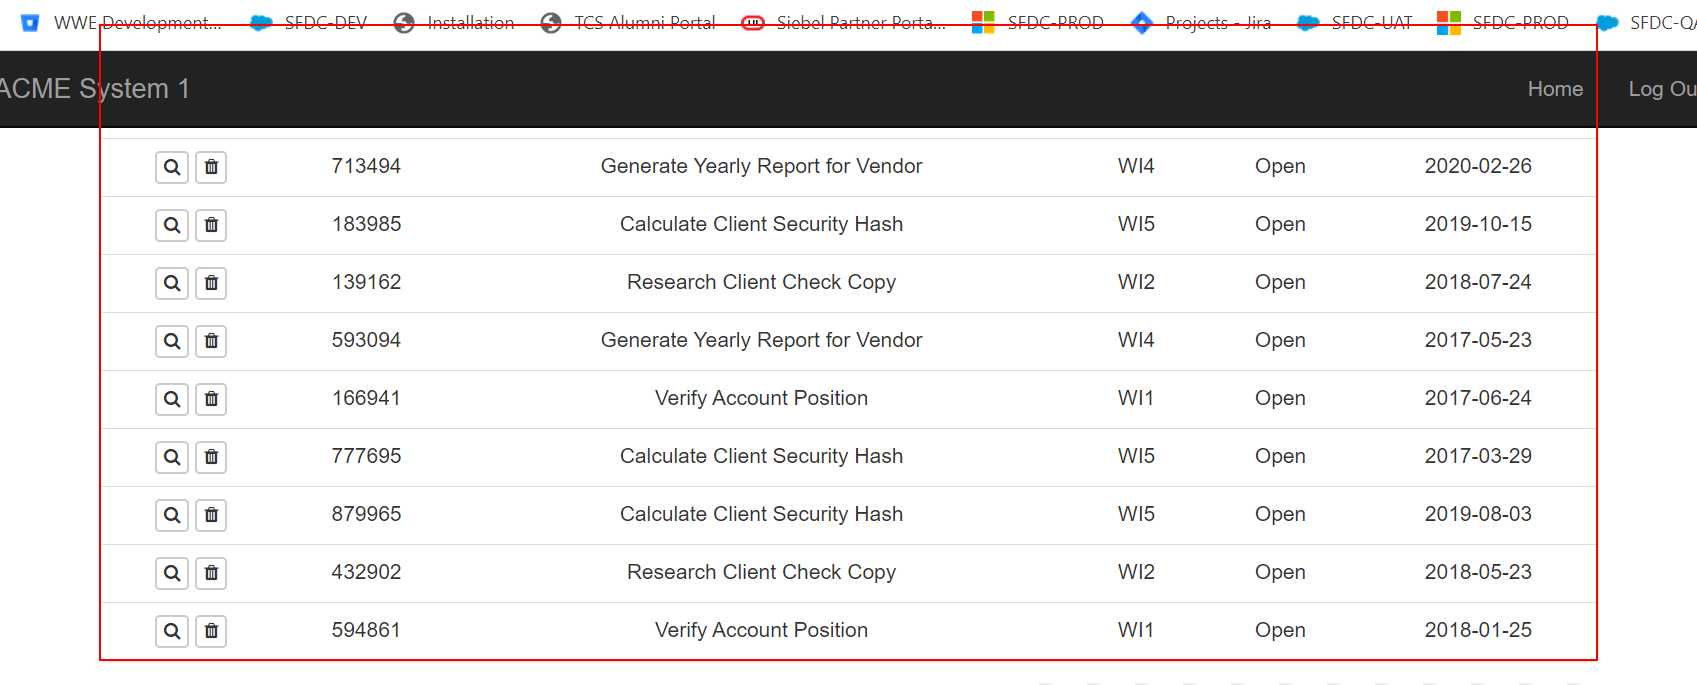 WWE Development... SFDC-DEV Installation TCS Alumni Portal Siebel Partner Porta... SFDC-PROD Projects - Jira SFDC-UAT SFDC-PROD SFDC-QA
ACME System 1 Home Log Ou
713494 Generate Yearly Report for Vendor WI4 Open 2020-02-26
183985 Calculate Client Security Hash WI5 Open 2019-10-15
139162 Research Client Check Copy WI2 Open 2018-07-24
593094 Generate Yearly Report for Vendor WI4 Open 2017-05-23
166941 Verify Account Position WI1 Open 2017-06-24
777695 Calculate Client Security Hash WI5 Open 2017-03-29
879965 Calculate Client Security Hash WI5 Open 2019-08-03
432902 Research Client Check Copy WI2 Open 2018-05-23
594861 Verify Account Position WI1 Open 2018-01-25